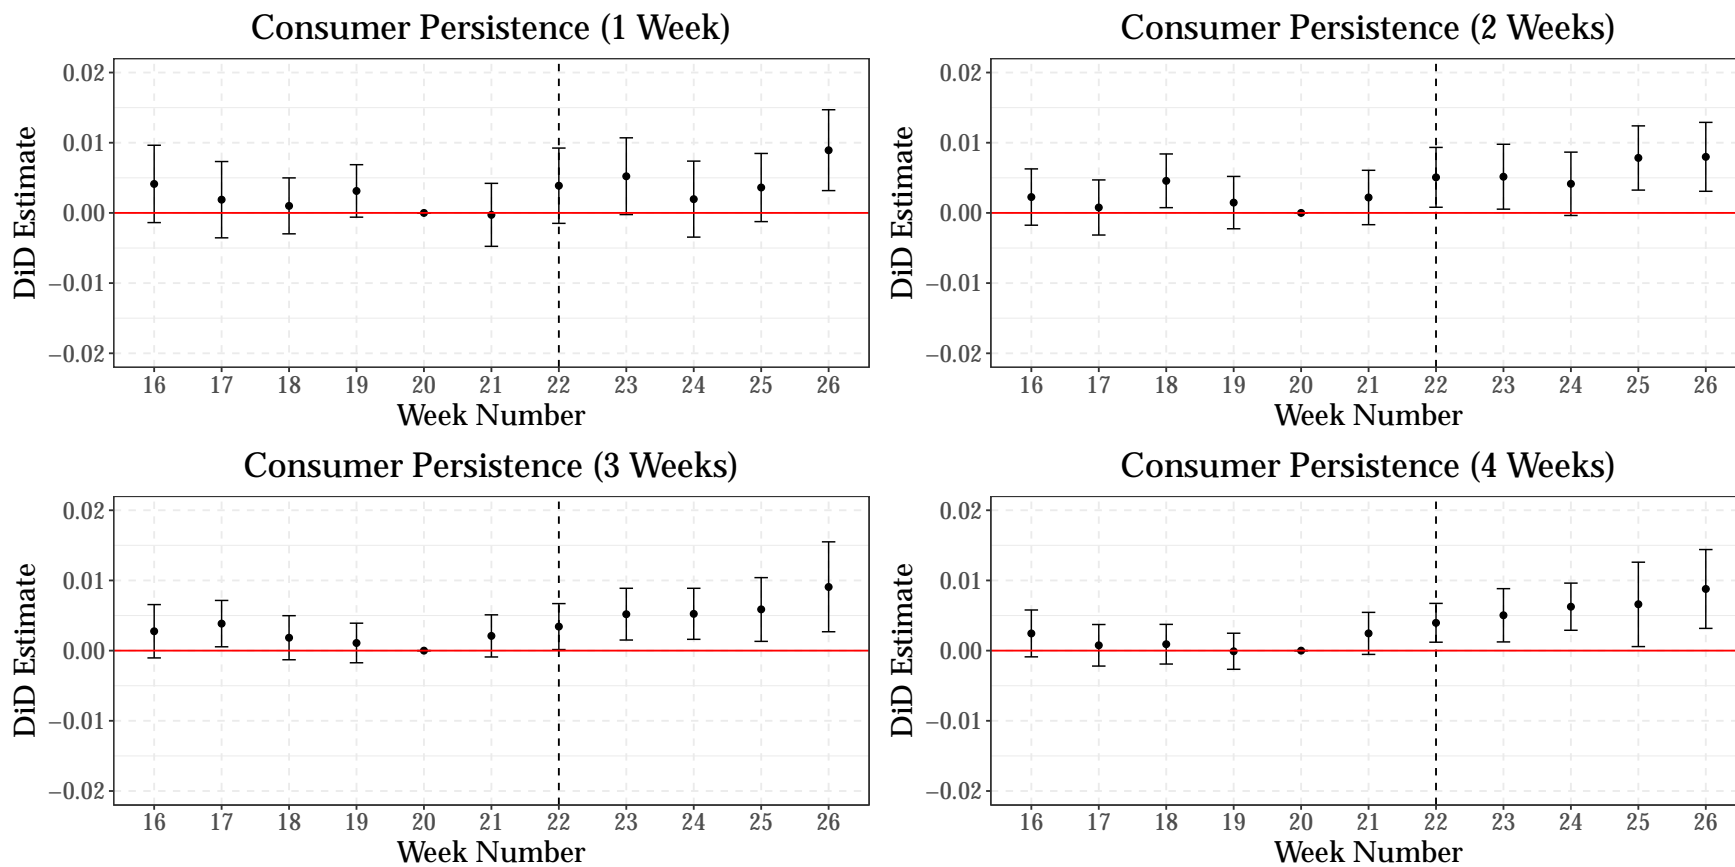 Consumer Persistence (1 Week)
0.02
0.01
0.00
−0.01
−0.02
DiD Estimate
16 17 18 19 20 21 22 23 24 25 26
Week Number
Consumer Persistence (2 Weeks)
0.02
0.01
0.00
−0.01
−0.02
DiD Estimate
16 17 18 19 20 21 22 23 24 25 26
Week Number
Consumer Persistence (3 Weeks)
0.02
0.01
0.00
−0.01
−0.02
DiD Estimate
16 17 18 19 20 21 22 23 24 25 26
Week Number
Consumer Persistence (4 Weeks)
0.02
0.01
0.00
−0.01
−0.02
DiD Estimate
16 17 18 19 20 21 22 23 24 25 26
Week Number